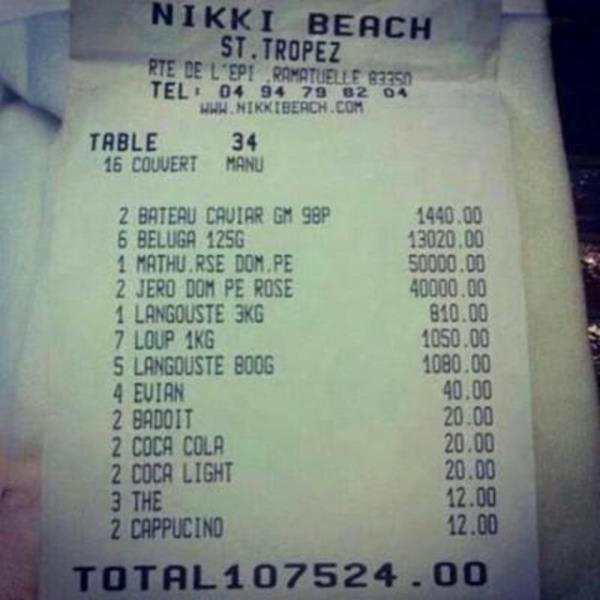 NIKKI BEACH
ST.TROPEZ
RTE DE L'EPI ,RAMATUELLE 83350
TEL: 04 94 79 82 04
WWW.NIKKIBEACH.COM
TABLE 34
16 COUVERT MANU
2 BATEAU CAVIAR GM 98P 1440.00
6 BELUGA 125G 13020.00
1 MATHU.RSE DOM.PE 50000.00
2 JERO DOM PE ROSE 40000.00
1 LANGOUSTE 3KG 810.00
7 LOUP 1KG 1050.00
5 LANGOUSTE 800G 1080.00
4 EVIAN 40.00
2 BADOIT 20.00
2 COCA COLA 20.00
2 COCA LIGHT 20.00
3 THE 12.00
2 CAPPUCINO 12.00
TOTAL107524.00